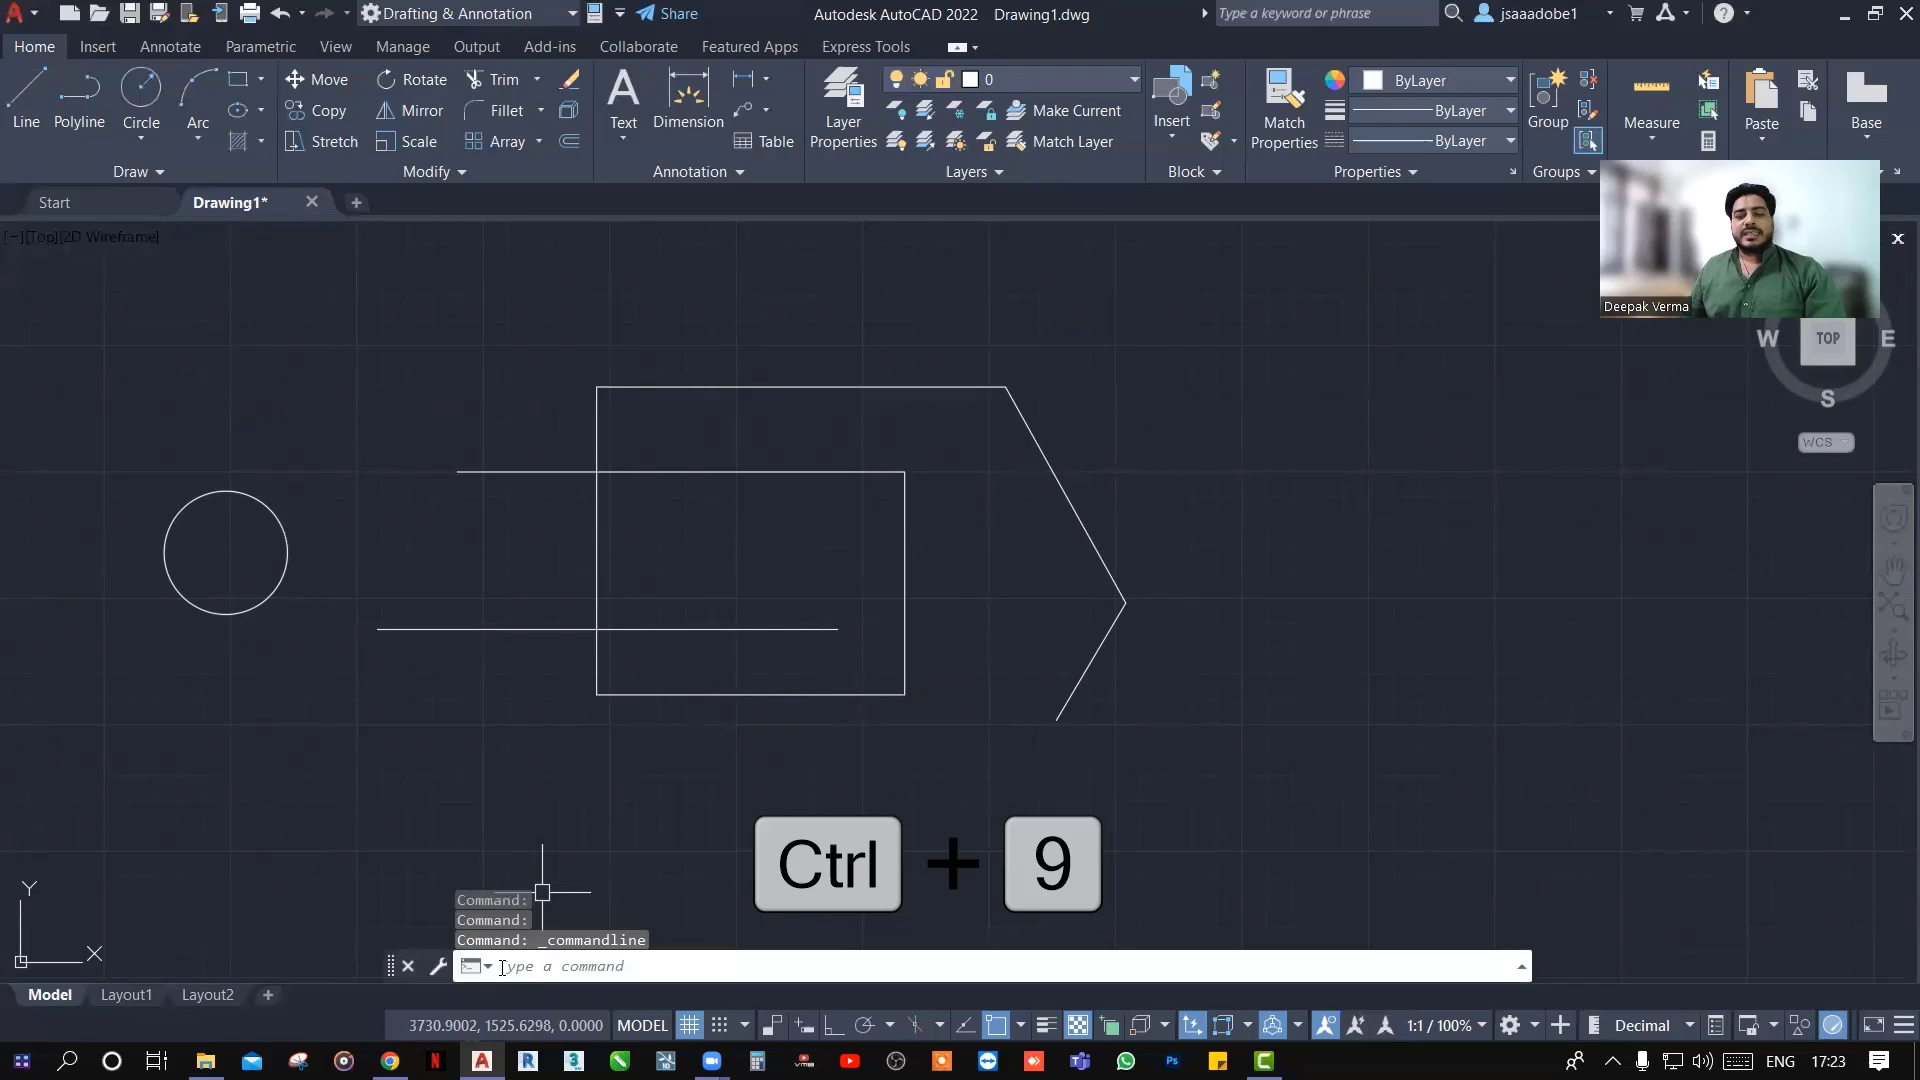 Drafting & Annotation
Share
Autodesk AutoCAD 2022 Drawing1.dwg
Type a keyword or phrase
jsaaadobe1
Home Insert Annotate Parametric View Manage Output Add-ins Collaborate Featured Apps Express Tools
Line Polyline Circle Arc
Move Rotate Trim
Copy Mirror Fillet
Stretch Scale Array
Text Dimension
Table
Layer Properties
0
Make Current
Match Layer
Insert
Match Properties
ByLayer
ByLayer
ByLayer
Group
Measure
Paste
Base
Draw Modify Annotation Layers Block Properties Groups
Start Drawing1*
[−][Top][2D Wireframe]
Deepak Verma
W TOP E
S
WCS
Ctrl + 9
Y
X
Command:
Command:
Command: _commandline
Type a command
Model Layout1 Layout2
3730.9002, 1525.6298, 0.0000 MODEL 1:1 / 100% Decimal
ENG 17:23